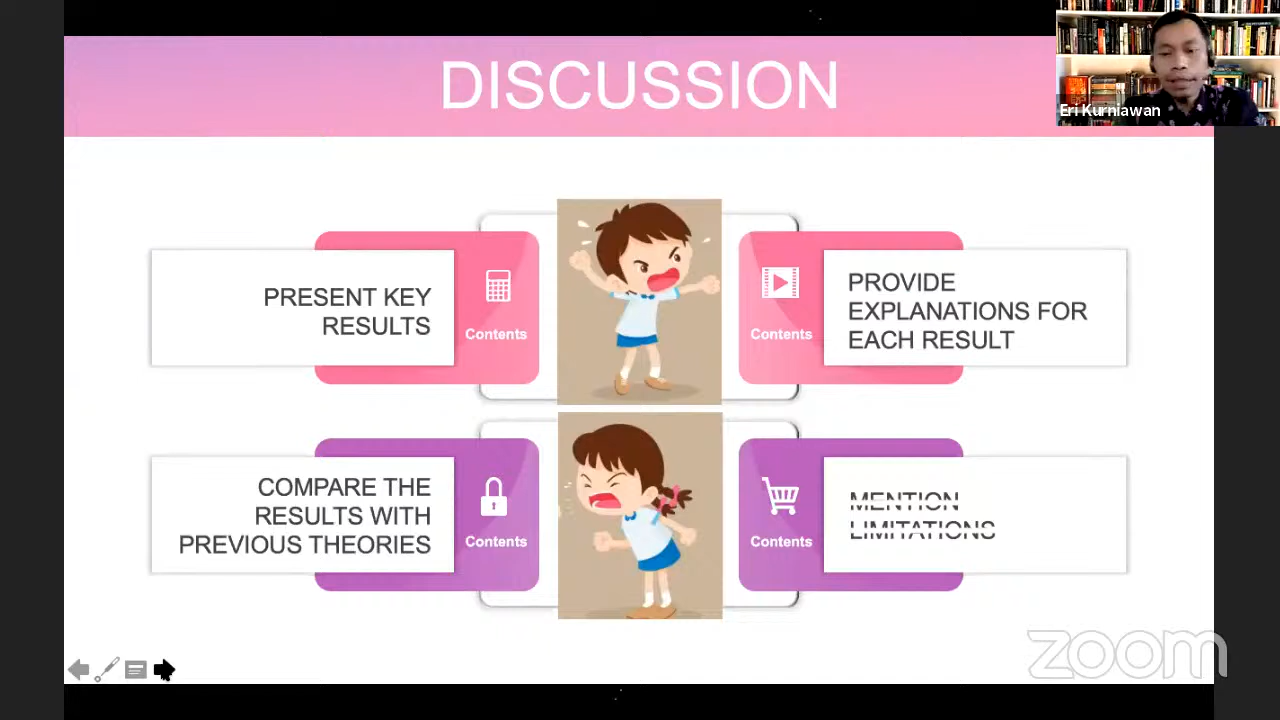 DISCUSSION
Eri Kurniawan
PRESENT KEY
RESULTS
Contents
Contents
PROVIDE
EXPLANATIONS FOR
EACH RESULT
COMPARE THE
RESULTS WITH
PREVIOUS THEORIES
Contents
Contents
MENTION
LIMITATIONS
zoom